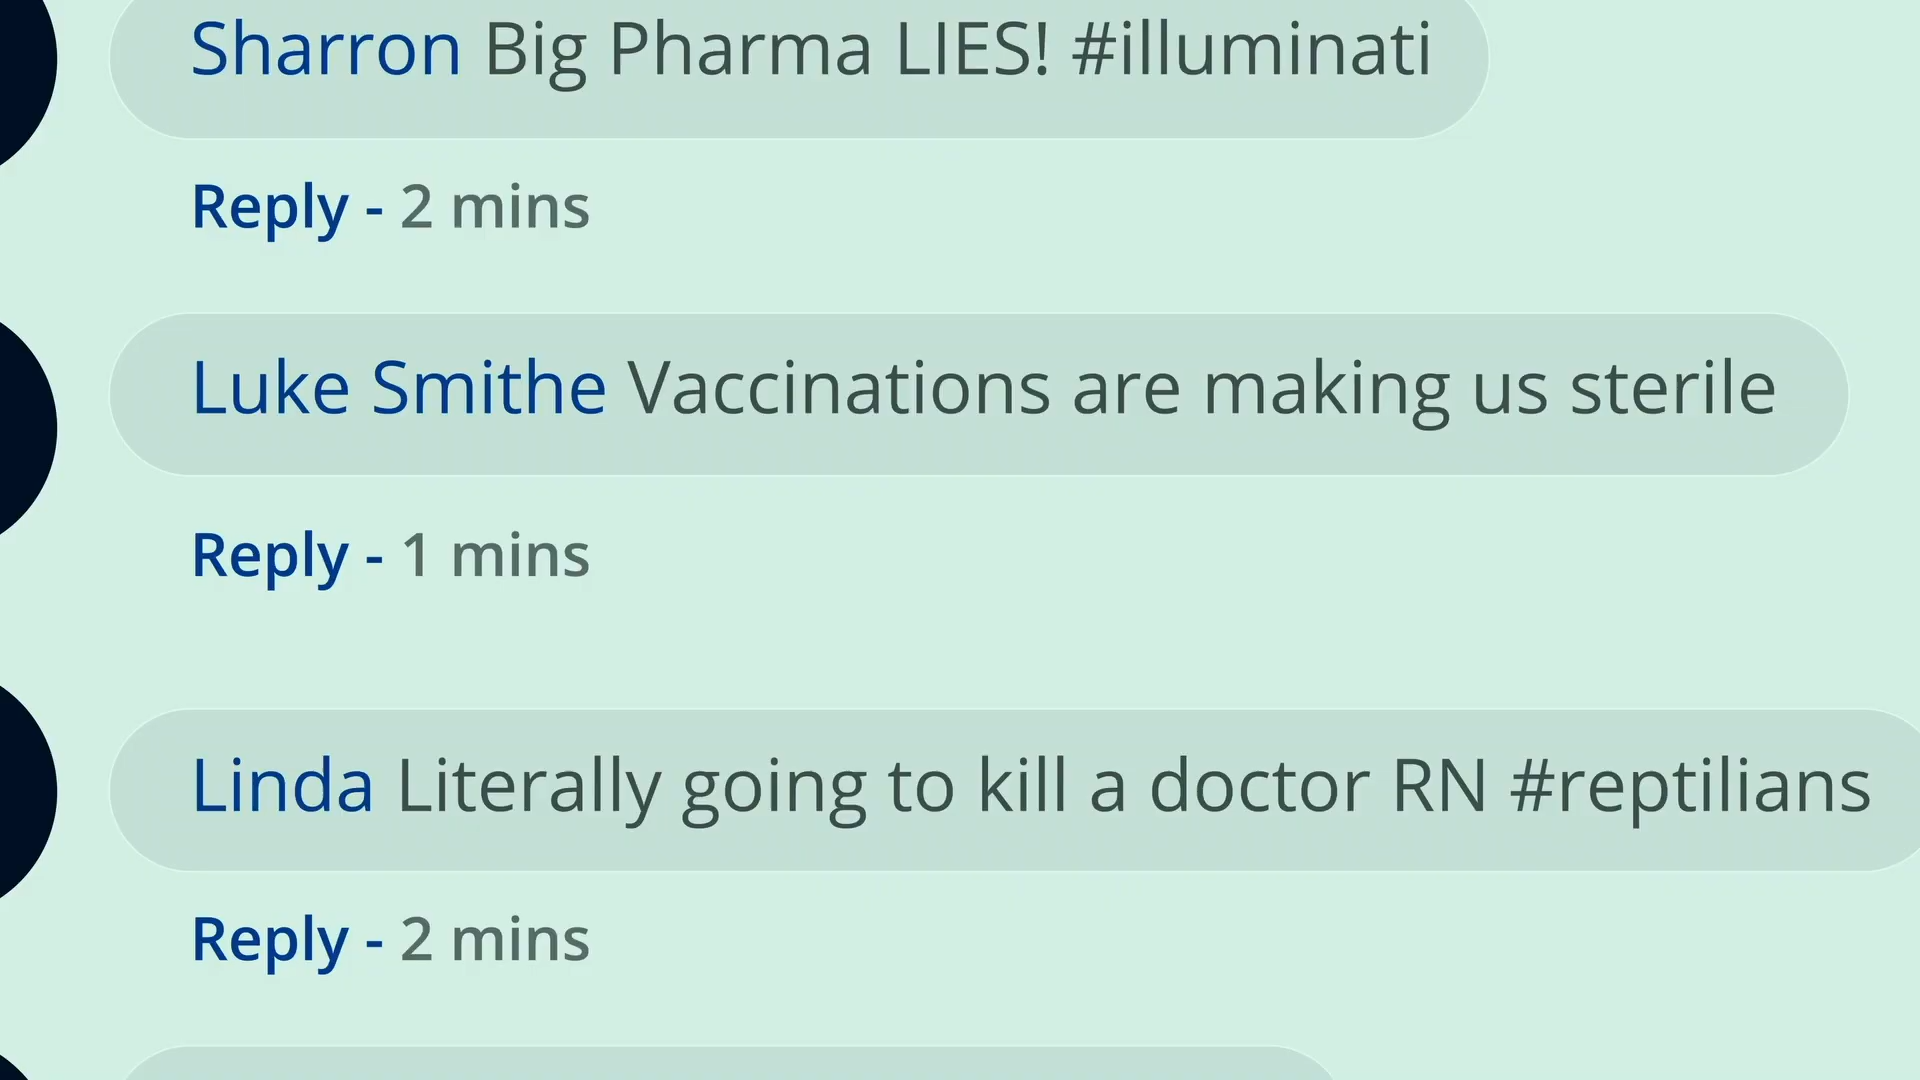 Sharron Big Pharma LIES! #illuminati
Reply - 2 mins
Luke Smithe Vaccinations are making us sterile
Reply - 1 mins
Linda Literally going to kill a doctor RN #reptilians
Reply - 2 mins